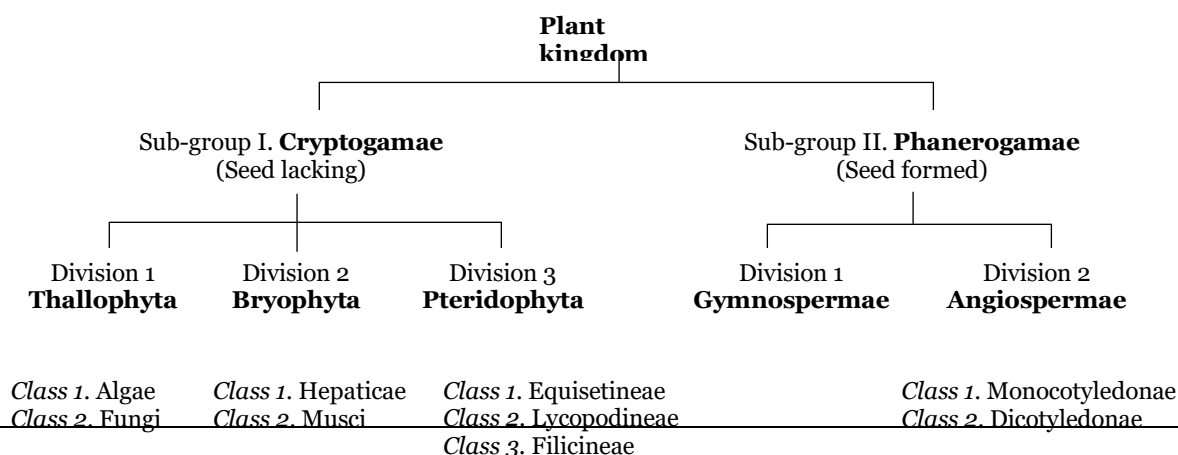 Plant
kingdom
Sub-group I. Cryptogamae
(Seed lacking)
Sub-group II. Phanerogamae
(Seed formed)
Division 1
Thallophyta
Division 2
Bryophyta
Division 3
Pteridophyta
Division 1
Gymnospermae
Division 2
Angiospermae
Class 1. Algae
Class 2. Fungi
Class 1. Hepaticae
Class 2. Musci
Class 1. Equisetineae
Class 2. Lycopodineae
Class 3. Filicineae
Class 1. Monocotyledonae
Class 2. Dicotyledonae